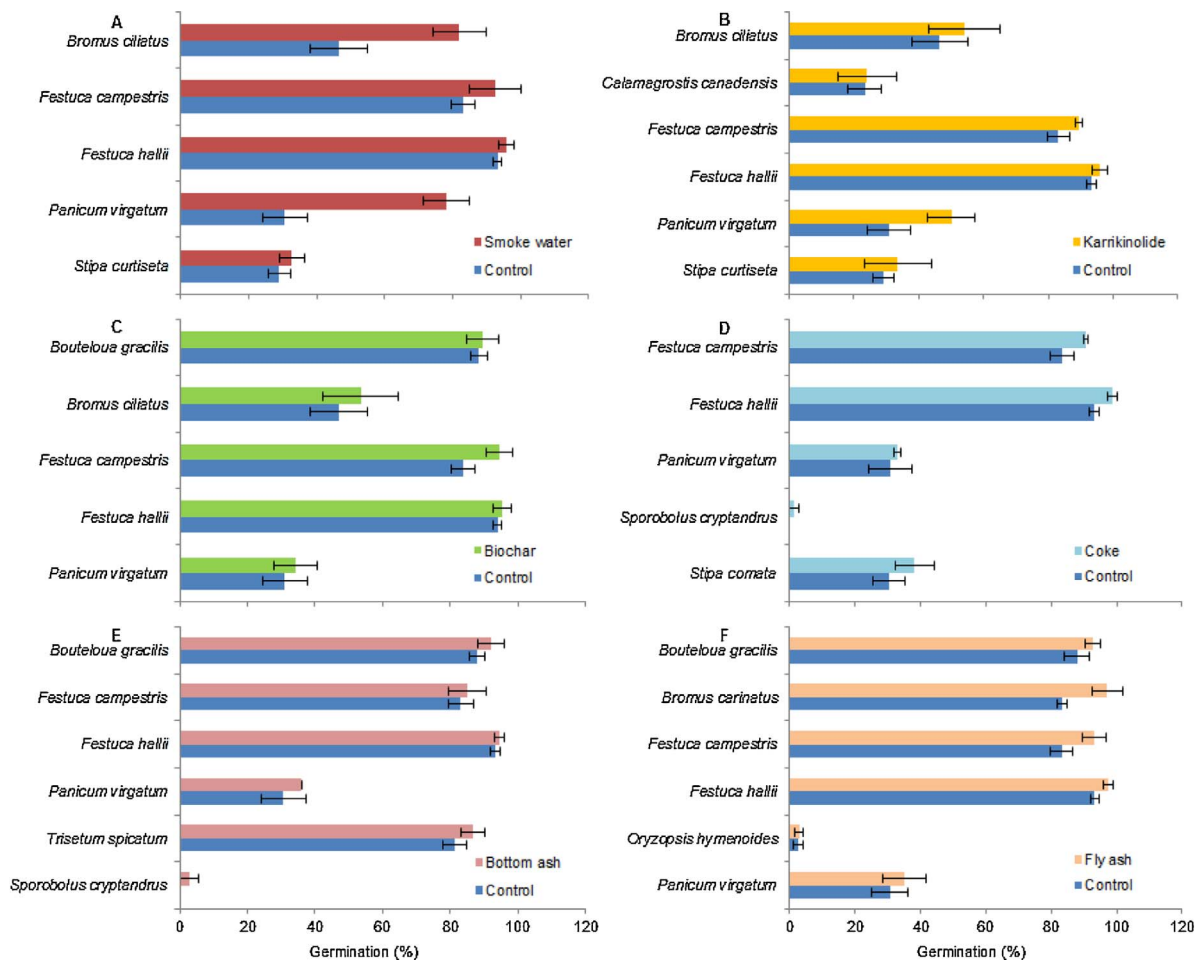 A
Bromus ciliatus
Festuca campestris
Festuca hallii
Panicum virgatum
Stipa curtiseta
Smoke water
Control
B
Bromus ciliatus
Calamagrostis canadensis
Festuca campestris
Festuca hallii
Panicum virgatum
Stipa curtiseta
Karrikinolide
Control
C
Bouteloua gracilis
Bromus ciliatus
Festuca campestris
Festuca hallii
Panicum virgatum
Biochar
Control
D
Festuca campestris
Festuca hallii
Panicum virgatum
Sporobolus cryptandrus
Stipa comata
Coke
Control
E
Bouteloua gracilis
Festuca campestris
Festuca hallii
Panicum virgatum
Trisetum spicatum
Sporobolus cryptandrus
Bottom ash
Control
0 20 40 60 80 100 120
Germination (%)
F
Bouteloua gracilis
Bromus carinatus
Festuca campestris
Festuca hallii
Oryzopsis hymenoides
Panicum virgatum
Fly ash
Control
0 20 40 60 80 100 120
Germination (%)